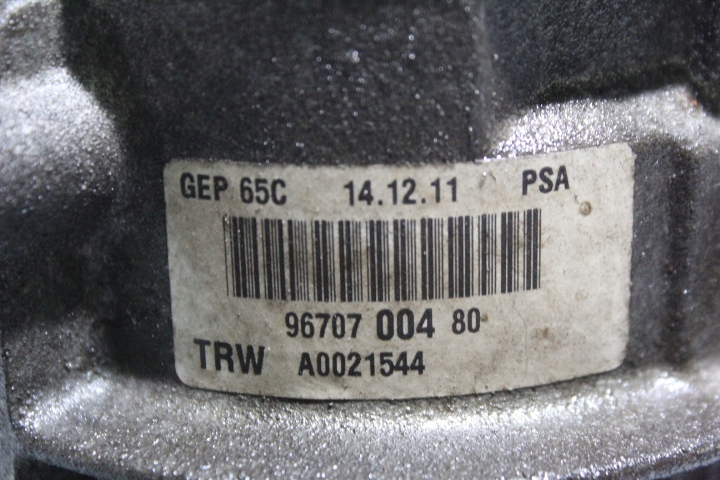 GEP 65C 14.12.11 PSA
96707 004 80
TRW A0021544